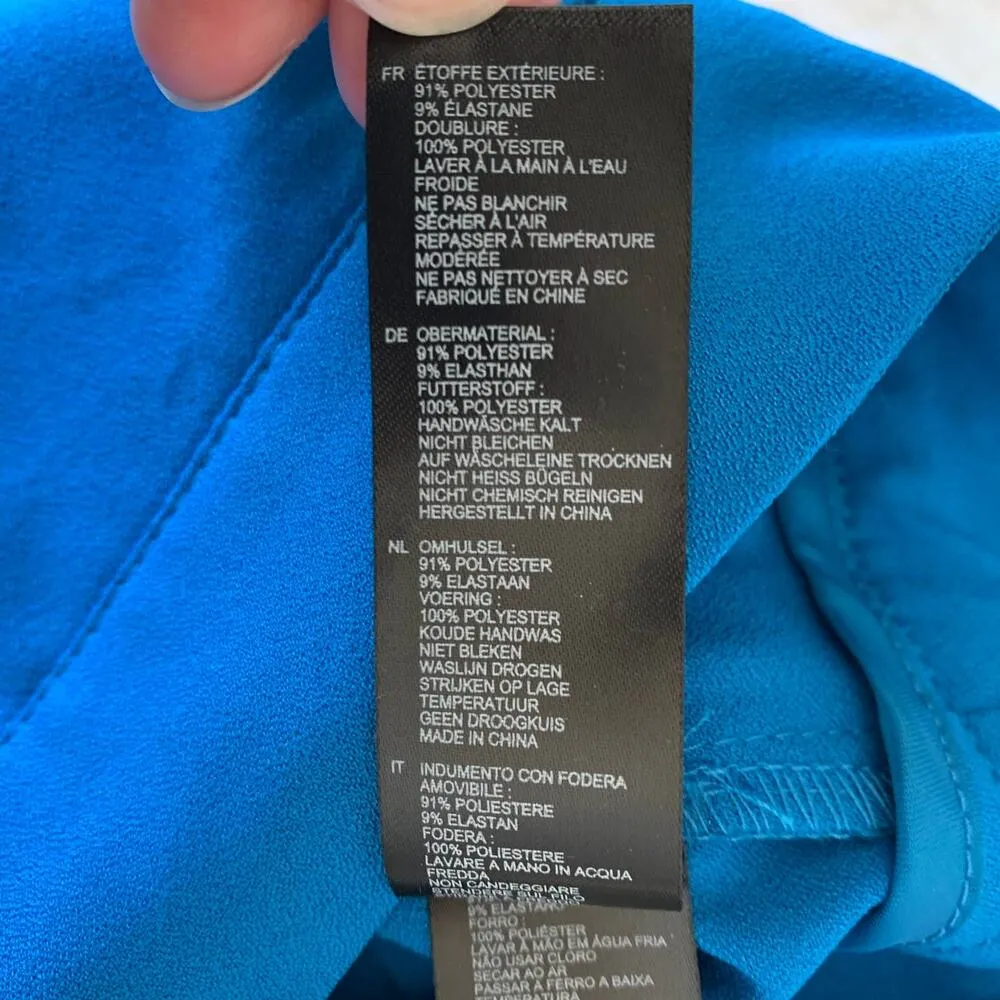 FR ÉTOFFE EXTÉRIEURE :
91% POLYESTER
9% ÉLASTANE
DOUBLURE :
100% POLYESTER
LAVER À LA MAIN À L'EAU
FROIDE
NE PAS BLANCHIR
SÉCHER À L'AIR
REPASSER À TEMPÉRATURE
MODÉRÉE
NE PAS NETTOYER À SEC
FABRIQUÉ EN CHINE
DE OBERMATERIAL :
91% POLYESTER
9% ELASTHAN
FUTTERSTOFF :
100% POLYESTER
HANDWÄSCHE KALT
NICHT BLEICHEN
AUF WÄSCHELEINE TROCKNEN
NICHT HEISS BÜGELN
NICHT CHEMISCH REINIGEN
HERGESTELLT IN CHINA
NL OMHULSEL :
91% POLYESTER
9% ELASTAAN
VOERING :
100% POLYESTER
KOUDE HANDWAS
NIET BLEKEN
WASLIJN DROGEN
STRIJKEN OP LAGE
TEMPERATUUR
GEEN DROOGKUIS
MADE IN CHINA
IT INDUMENTO CON FODERA
AMOVIBILE :
91% POLIESTERE
9% ELASTAN
FODERA :
100% POLIESTERE
LAVARE A MANO IN ACQUA
FREDDA
NON CANDEGGIARE
STENDERE SUL FILO
9% ELASTANO
FORRO :
100% POLIÉSTER
LAVAR À MÃO EM ÁGUA FRIA
NÃO USAR CLORO
SECAR AO AR
PASSAR A FERRO A BAIXA
TEMPERATURA